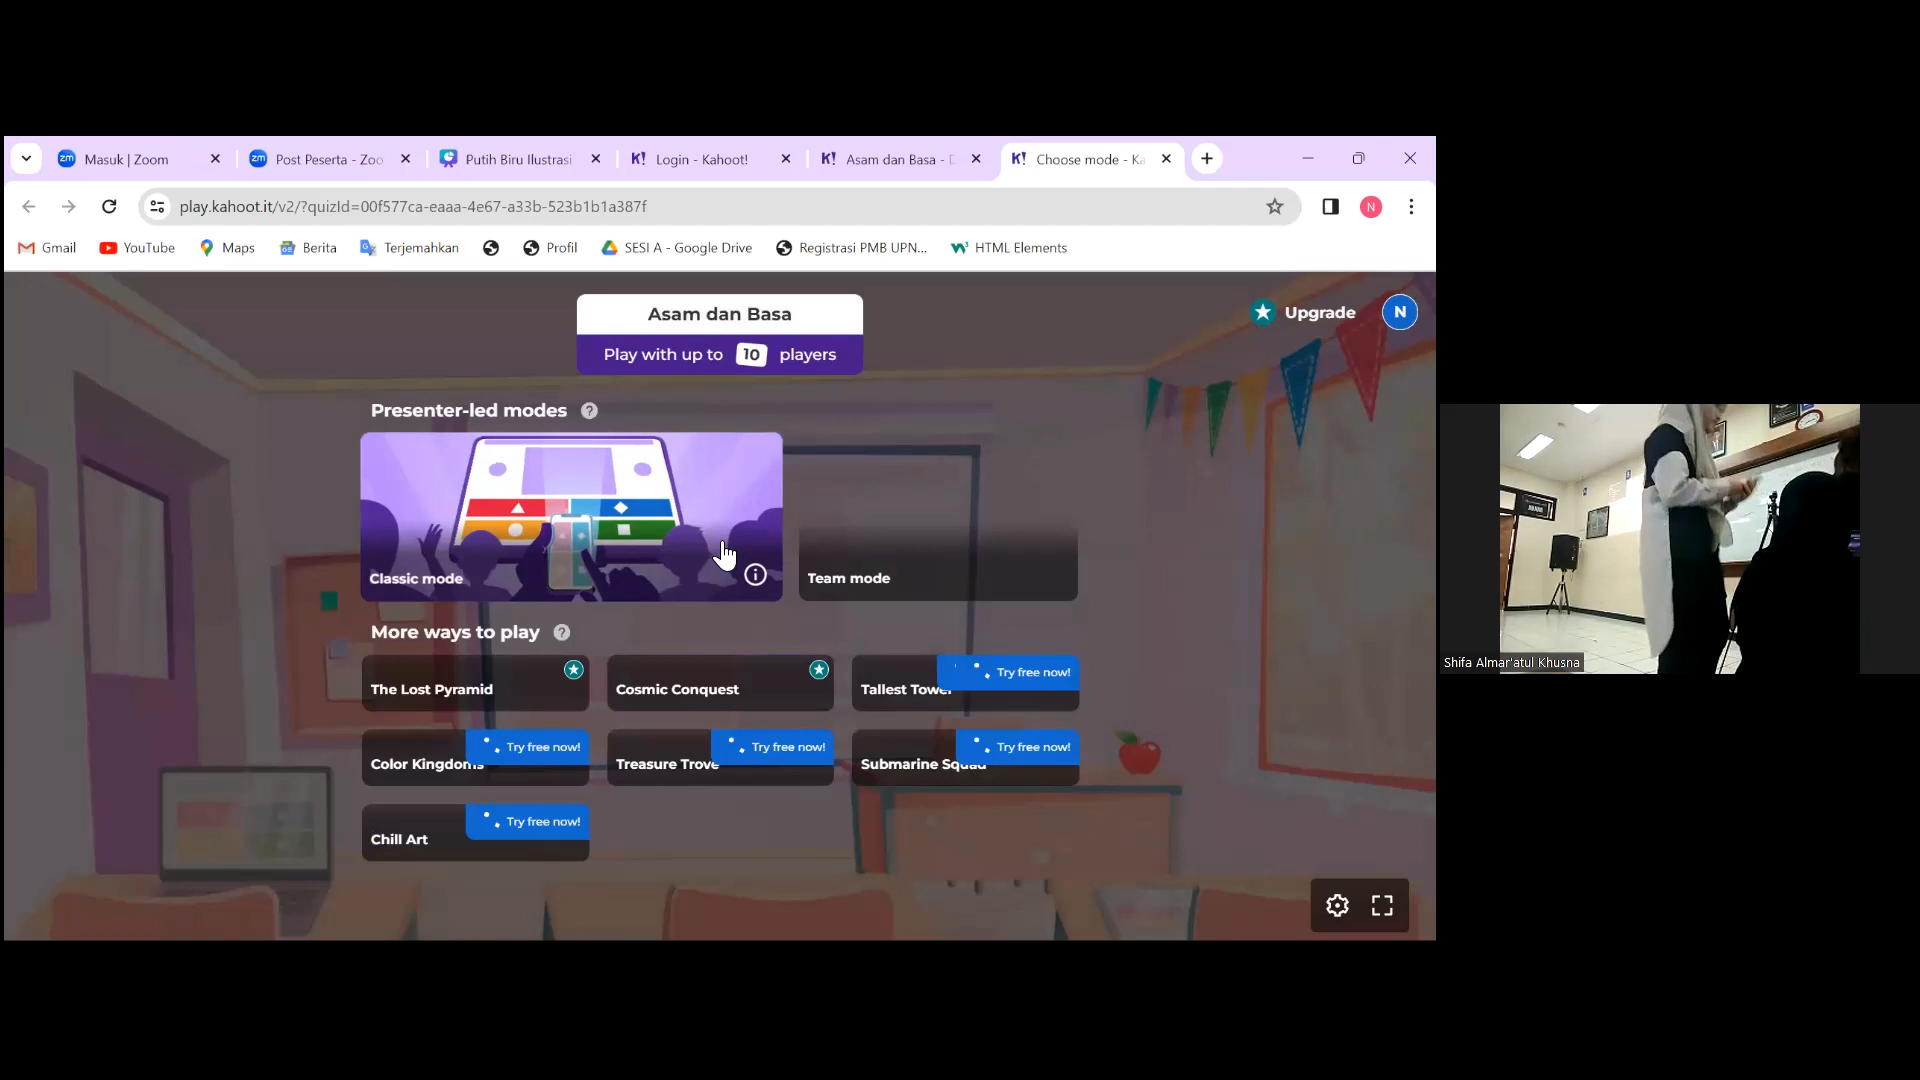 Masuk | Zoom
Post Peserta - Zoo
Putih Biru Ilustrasi
Login - Kahoot!
Asam dan Basa - D
Choose mode - Ka
play.kahoot.it/v2/?quizId=00f577ca-eaaa-4e67-a33b-523b1b1a387f
N
Gmail
YouTube
Maps
Berita
Terjemahkan
Profil
SESI A - Google Drive
Registrasi PMB UPN...
HTML Elements
Asam dan Basa
Play with up to 10 players
Upgrade
N
Presenter-led modes
Classic mode
Team mode
More ways to play
The Lost Pyramid
Cosmic Conquest
Tallest Tower
Try free now!
Color Kingdoms
Try free now!
Treasure Trove
Try free now!
Submarine Squad
Try free now!
Chill Art
Try free now!
Shifa Almar'atul Khusna